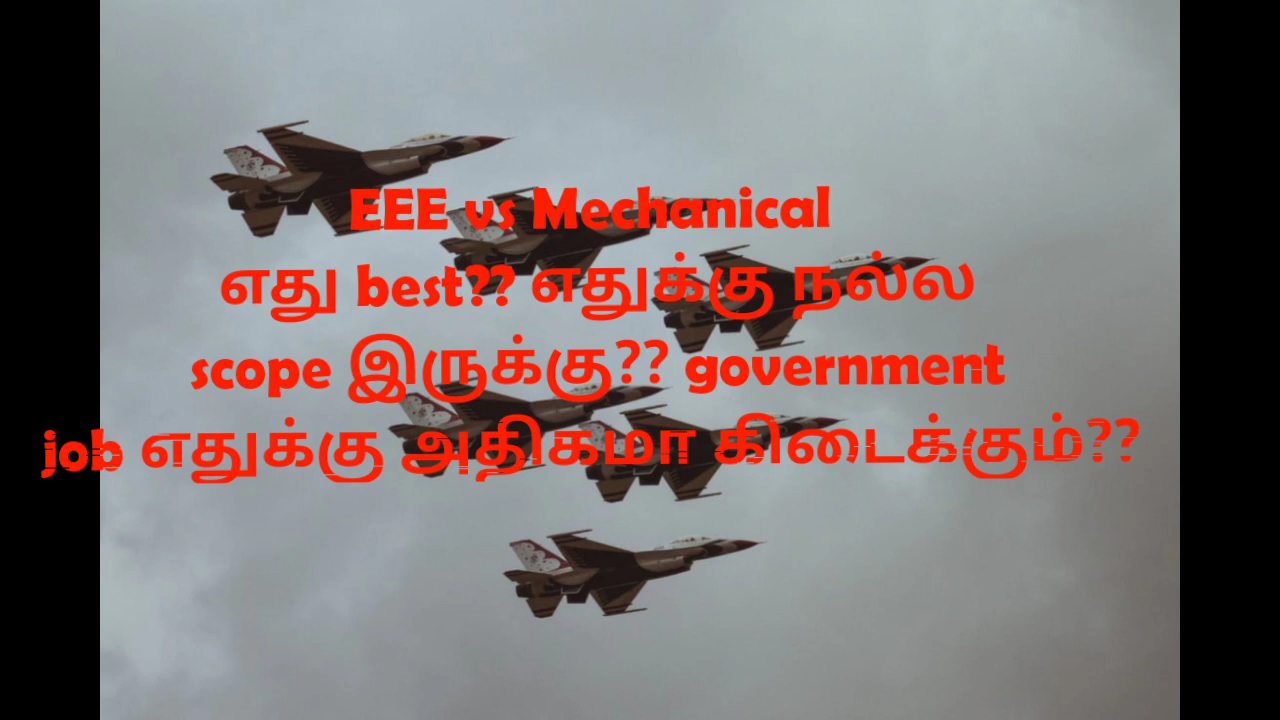 EEE vs Mechanical
எது best?? எதுக்கு நல்ல
scope இருக்கு?? government
job எதுக்கு அதிகமா கிடைக்கும்??